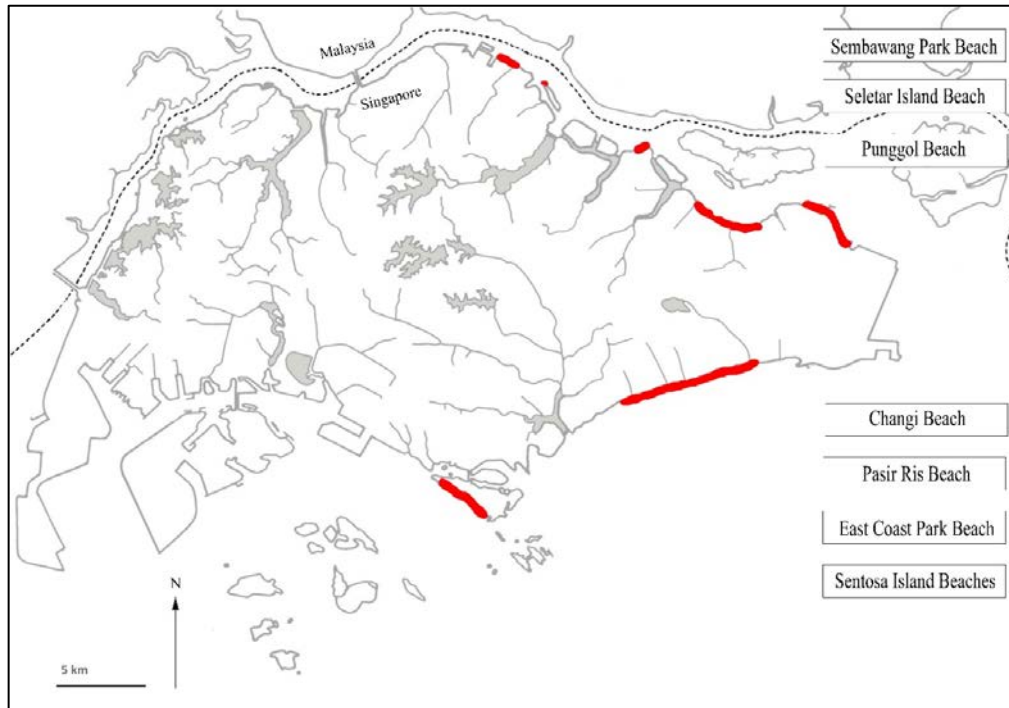 Malaysia
Singapore
Sembawang Park Beach
Seletar Island Beach
Punggol Beach
Changi Beach
Pasir Ris Beach
East Coast Park Beach
Sentosa Island Beaches
N
5 km